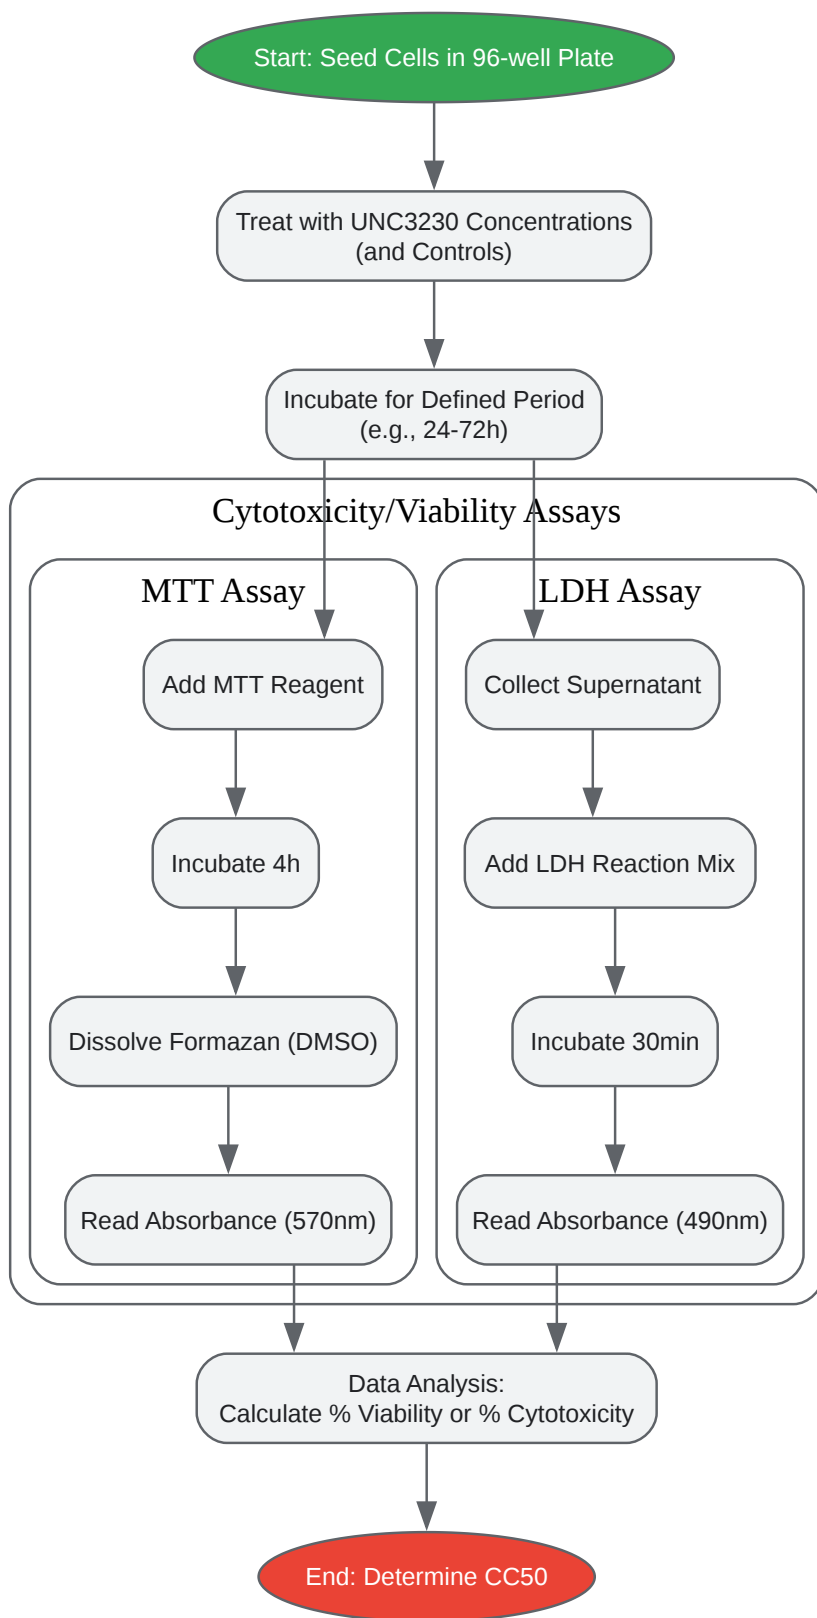 Start: Seed Cells in 96-well Plate
Treat with UNC3230 Concentrations
(and Controls)
Incubate for Defined Period
(e.g., 24-72h)
Cytotoxicity/Viability Assays
MTT Assay
Add MTT Reagent
Incubate 4h
Dissolve Formazan (DMSO)
Read Absorbance (570nm)
LDH Assay
Collect Supernatant
Add LDH Reaction Mix
Incubate 30min
Read Absorbance (490nm)
Data Analysis:
Calculate % Viability or % Cytotoxicity
End: Determine CC50